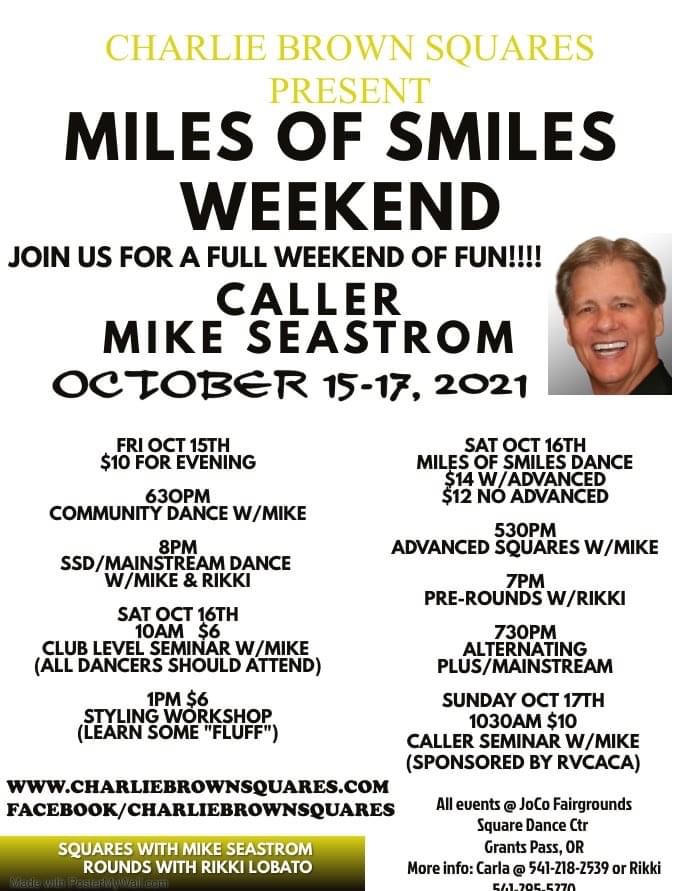 CHARLIE BROWN SQUARES
PRESENT
MILES OF SMILES
WEEKEND
JOIN US FOR A FULL WEEKEND OF FUN!!!!
CALLER
MIKE SEASTROM
OCTOBER 15-17, 2021
FRI OCT 15TH
$10 FOR EVENING
630PM
COMMUNITY DANCE W/MIKE
8PM
SSD/MAINSTREAM DANCE
W/MIKE & RIKKI
SAT OCT 16TH
10AM $6
CLUB LEVEL SEMINAR W/MIKE
(ALL DANCERS SHOULD ATTEND)
1PM $6
STYLING WORKSHOP
(LEARN SOME "FLUFF")
SAT OCT 16TH
MILES OF SMILES DANCE
$14 W/ADVANCED
$12 NO ADVANCED
530PM
ADVANCED SQUARES W/MIKE
7PM
PRE-ROUNDS W/RIKKI
730PM
ALTERNATING
PLUS/MAINSTREAM
SUNDAY OCT 17TH
1030AM $10
CALLER SEMINAR W/MIKE
(SPONSORED BY RVCACA)
WWW.CHARLIEBROWNSQUARES.COM
FACEBOOK/CHARLIEBROWNSQUARES
SQUARES WITH MIKE SEASTROM
ROUNDS WITH RIKKI LOBATO
Made with PosterMyWall.com
All events @ JoCo Fairgrounds
Square Dance Ctr
Grants Pass, OR
More info: Carla @ 541-218-2539 or Rikki